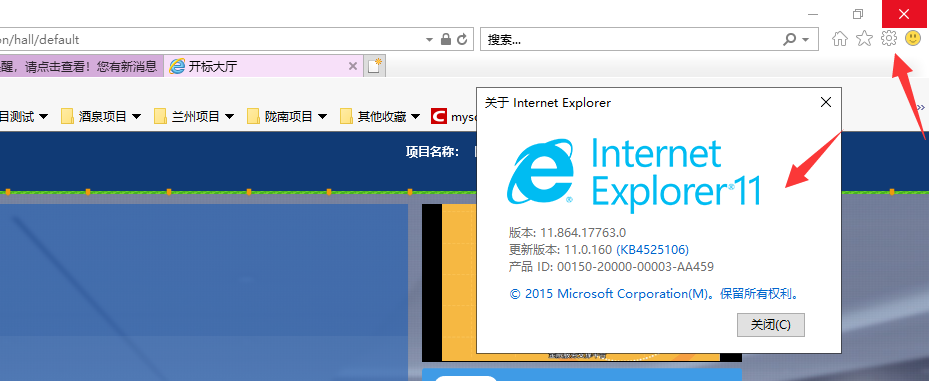 on/hall/default
搜索...
醒，请点击查看！您有新消息
开标大厅
目测试
酒泉项目
兰州项目
陇南项目
其他收藏
mysq
项目名称：
关于 Internet Explorer
Internet
Explorer®11
版本: 11.864.17763.0
更新版本: 11.0.160 (KB4525106)
产品 ID: 00150-20000-00003-AA459
© 2015 Microsoft Corporation(M)。保留所有权利。
关闭(C)